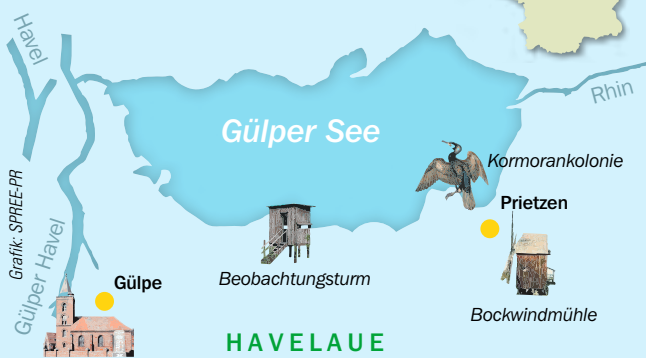 Havel
Rhin
Gülper See
Kormorankolonie
Prietzen
Grafik: SPREE-PR
Gülper Havel
Gülpe
Beobachtungsturm
Bockwindmühle
HAVELAUE